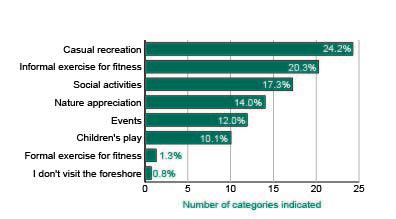 Casual recreation 24.2%
Informal exercise for fitness 20.3%
Social activities 17.3%
Nature appreciation 14.0%
Events 12.0%
Children's play 10.1%
Formal exercise for fitness 1.3%
I don't visit the foreshore 0.8%
0 5 10 15 20 25
Number of categories indicated